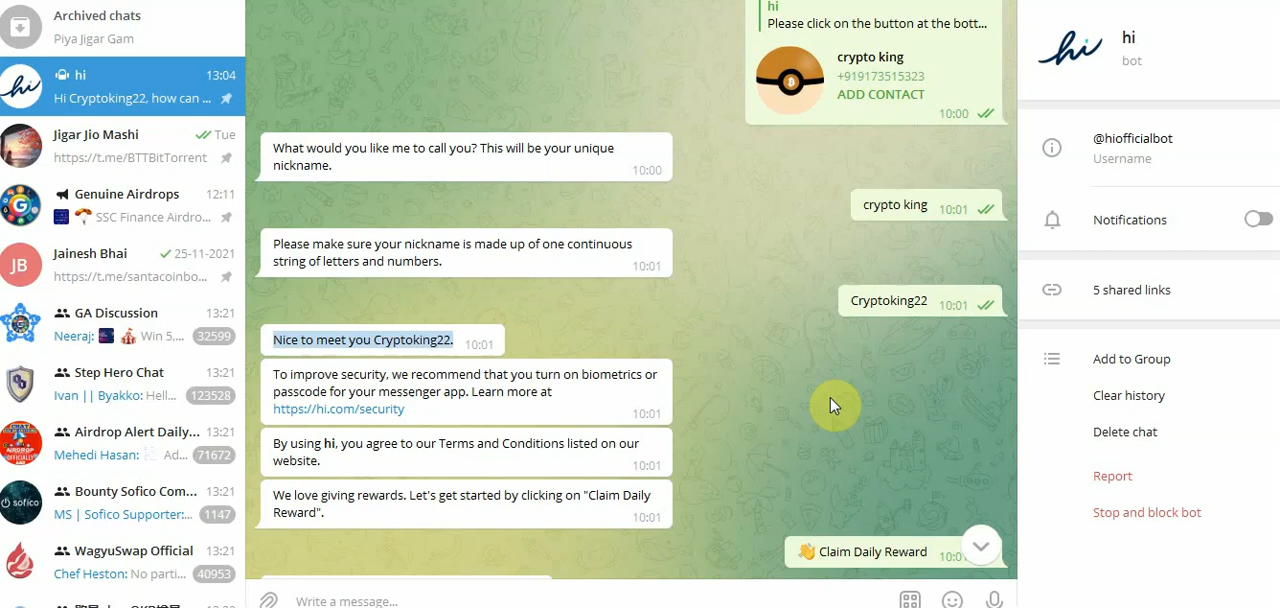 Archived chats
Piya Jigar Gam
hi 13:04
Hi Cryptoking22, how can ...
Jigar Jio Mashi Tue
https://t.me/BTTBitTorrent
Genuine Airdrops 12:11
SSC Finance Airdro...
JB
Jainesh Bhai 25-11-2021
https://t.me/santacoinbo...
GA Discussion 13:21
Neeraj: Win 5.... 32599
Step Hero Chat 13:21
Ivan || Byakko: Hell... 123528
Airdrop Alert Daily... 13:21
Mehedi Hasan: Ad... 71672
sofico
Bounty Sofico Com... 13:21
MS | Sofico Supporter:... 1147
WagyuSwap Official 13:21
Chef Heston: No parti... 40953
hi
Please click on the button at the bott...
crypto king
+919173515323
ADD CONTACT
10:00
What would you like me to call you? This will be your unique
nickname.
10:00
crypto king 10:01
Please make sure your nickname is made up of one continuous
string of letters and numbers.
10:01
Cryptoking22 10:01
Nice to meet you Cryptoking22. 10:01
To improve security, we recommend that you turn on biometrics or
passcode for your messenger app. Learn more at
https://hi.com/security
10:01
By using hi, you agree to our Terms and Conditions listed on our
website.
10:01
We love giving rewards. Let's get started by clicking on "Claim Daily
Reward".
10:01
Claim Daily Reward
Write a message...
hi
hi
bot
@hiofficialbot
Username
Notifications
5 shared links
Add to Group
Clear history
Delete chat
Report
Stop and block bot